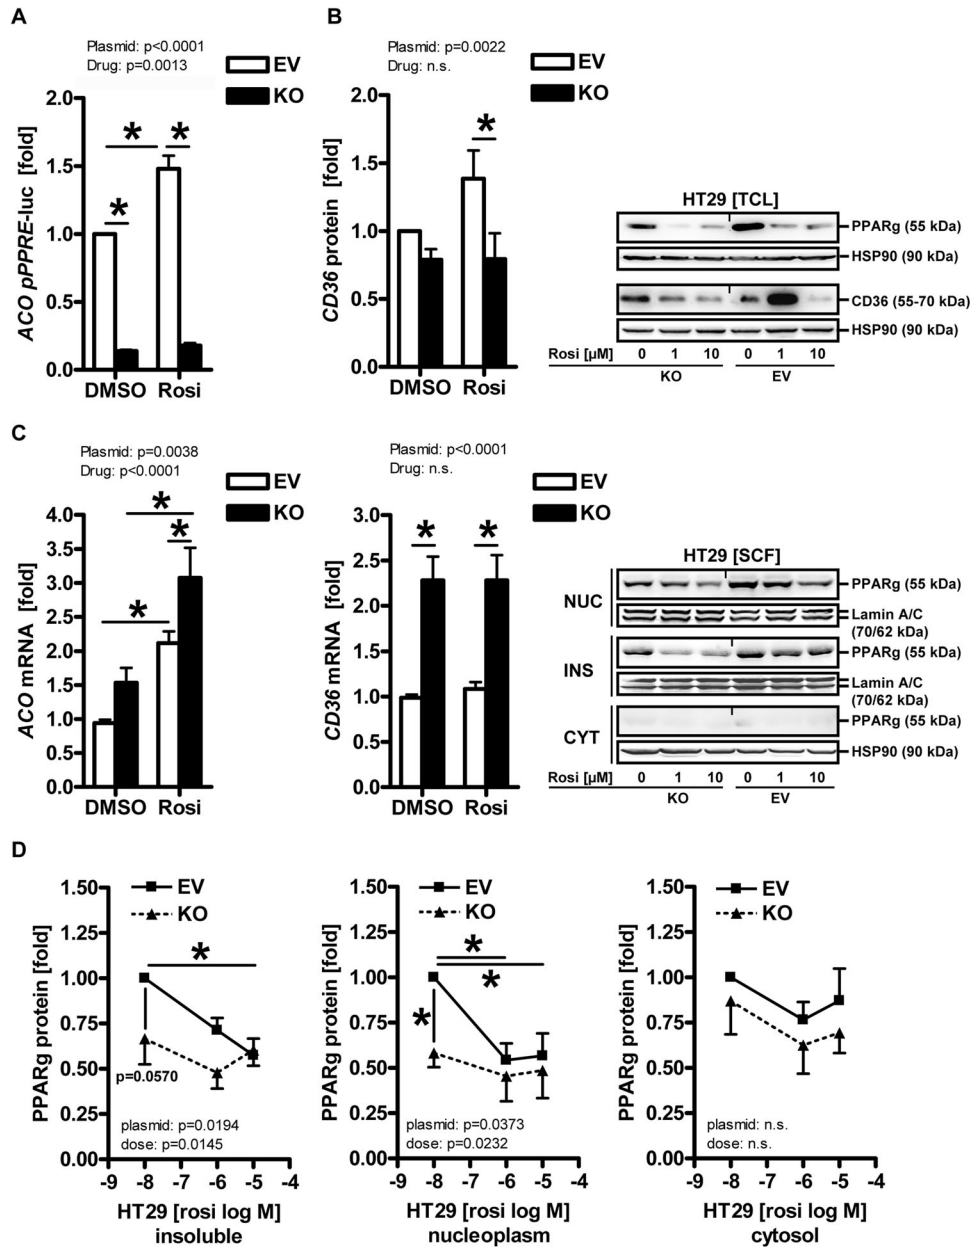 A
Plasmid: p<0.0001
Drug: p=0.0013
EV
KO
ACO pPPRE-luc [fold]
2.0
1.5
1.0
0.5
0.0
*
*
*
DMSO
Rosi
B
Plasmid: p=0.0022
Drug: n.s.
EV
KO
CD36 protein [fold]
2.0
1.5
1.0
0.5
0.0
*
DMSO
Rosi
HT29 [TCL]
PPARg (55 kDa)
HSP90 (90 kDa)
CD36 (55-70 kDa)
HSP90 (90 kDa)
Rosi [µM] 0 1 10 0 1 10
KO EV
C
Plasmid: p=0.0038
Drug: p<0.0001
EV
KO
ACO mRNA [fold]
4.0
3.5
3.0
2.5
2.0
1.5
1.0
0.5
0.0
*
*
*
DMSO
Rosi
Plasmid: p<0.0001
Drug: n.s.
EV
KO
CD36 mRNA [fold]
3.0
2.5
2.0
1.5
1.0
0.5
0.0
*
*
DMSO
Rosi
HT29 [SCF]
NUC
PPARg (55 kDa)
Lamin A/C
(70/62 kDa)
INS
PPARg (55 kDa)
Lamin A/C
(70/62 kDa)
CYT
PPARg (55 kDa)
HSP90 (90 kDa)
Rosi [µM] 0 1 10 0 1 10
KO EV
D
EV
KO
PPARg protein [fold]
1.50
1.25
1.00
0.75
0.50
0.25
0.00
*
p=0.0570
plasmid: p=0.0194
dose: p=0.0145
-9 -8 -7 -6 -5 -4
HT29 [rosi log M]
insoluble
EV
KO
PPARg protein [fold]
1.50
1.25
1.00
0.75
0.50
0.25
0.00
*
*
*
plasmid: p=0.0373
dose: p=0.0232
-9 -8 -7 -6 -5 -4
HT29 [rosi log M]
nucleoplasm
EV
KO
PPARg protein [fold]
1.50
1.25
1.00
0.75
0.50
0.25
0.00
plasmid: n.s.
dose: n.s.
-9 -8 -7 -6 -5 -4
HT29 [rosi log M]
cytosol